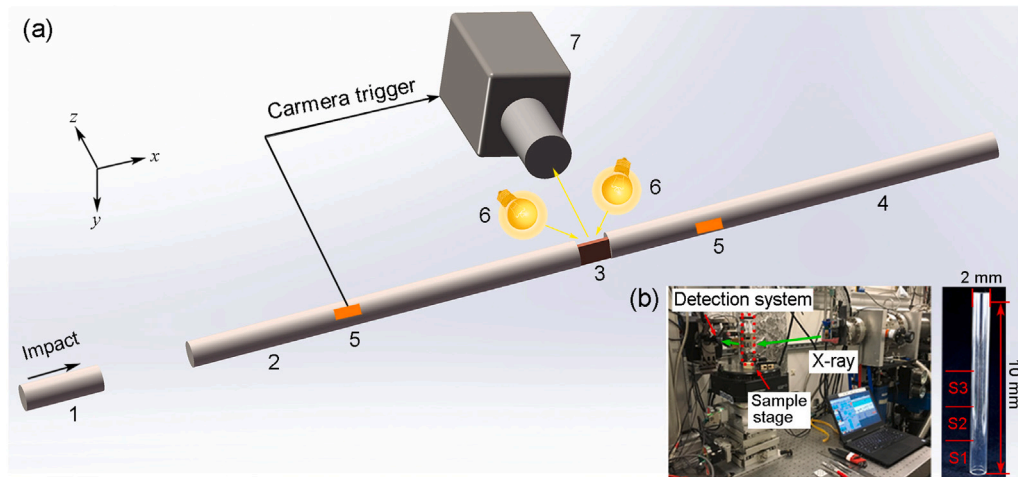 (a)
7
Carmera trigger
z
x
y
6
6
5
4
3
5
2
Impact
1
(b)
Detection system
X-ray
Sample
stage
2 mm
10 mm
S3
S2
S1